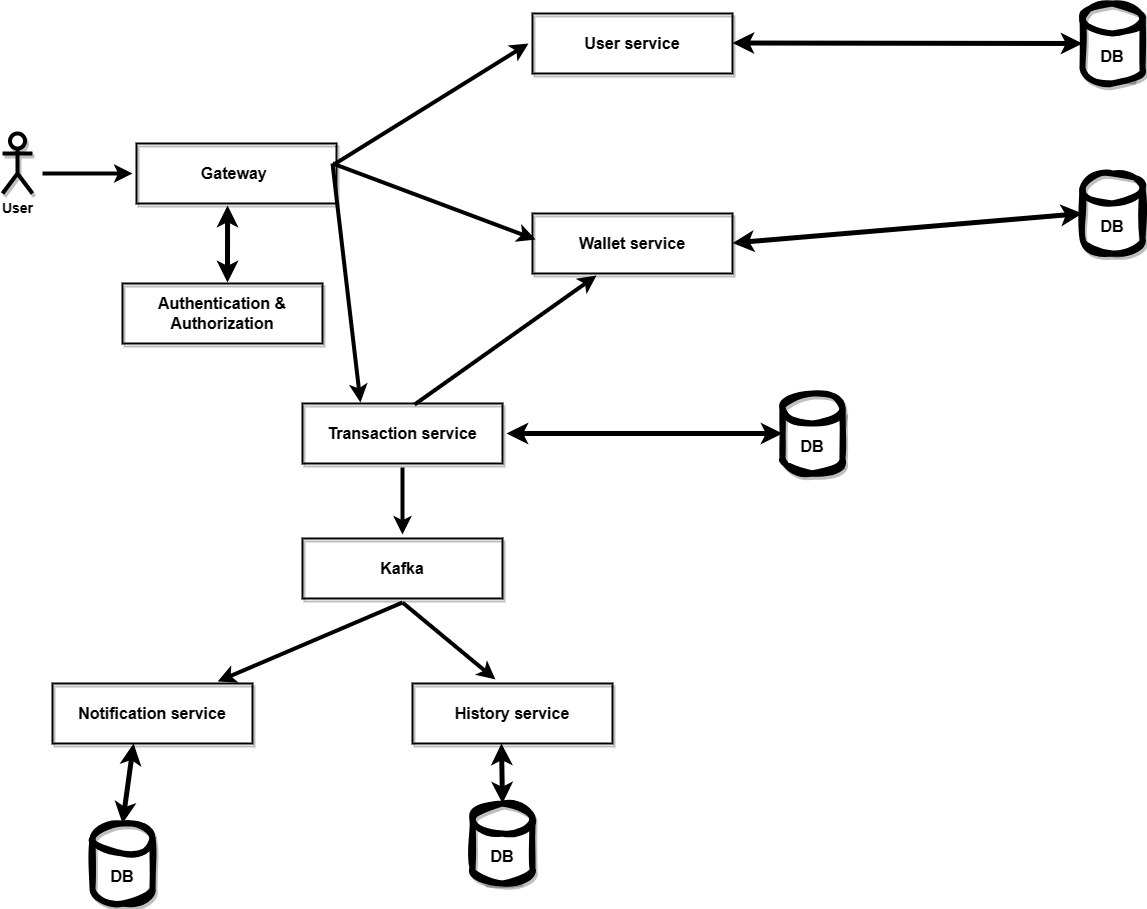 User service
DB
Gateway
User
Wallet service
DB
Authentication &
Authorization
Transaction service
DB
Kafka
Notification service
History service
DB
DB